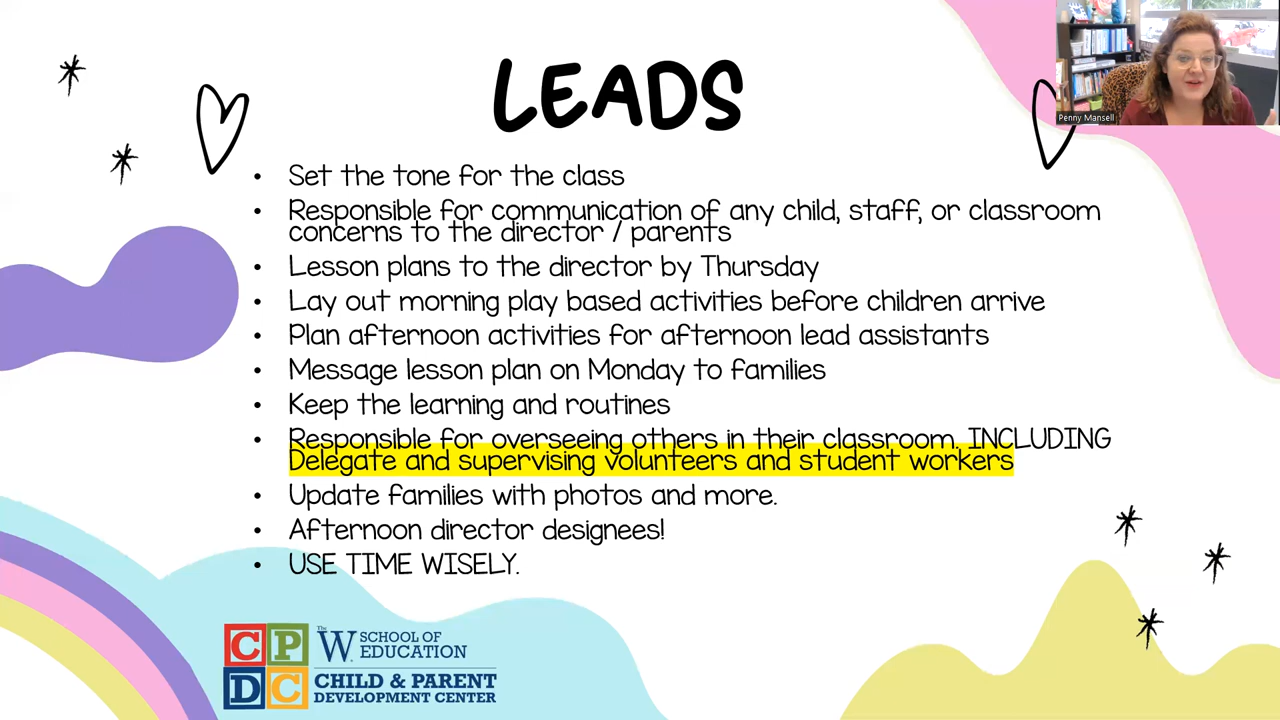 LEADS
Penny Mansell
• Set the tone for the class
• Responsible for communication of any child, staff, or classroom
concerns to the director / parents
• Lesson plans to the director by Thursday
• Lay out morning play based activities before children arrive
• Plan afternoon activities for afternoon lead assistants
• Message lesson plan on Monday to families
• Keep the learning and routines
• Responsible for overseeing others in their classroom. INCLUDING
Delegate and supervising volunteers and student workers
• Update families with photos and more.
• Afternoon director designees!
• USE TIME WISELY.
C P
D C
The W. SCHOOL OF
EDUCATION
CHILD & PARENT
DEVELOPMENT CENTER